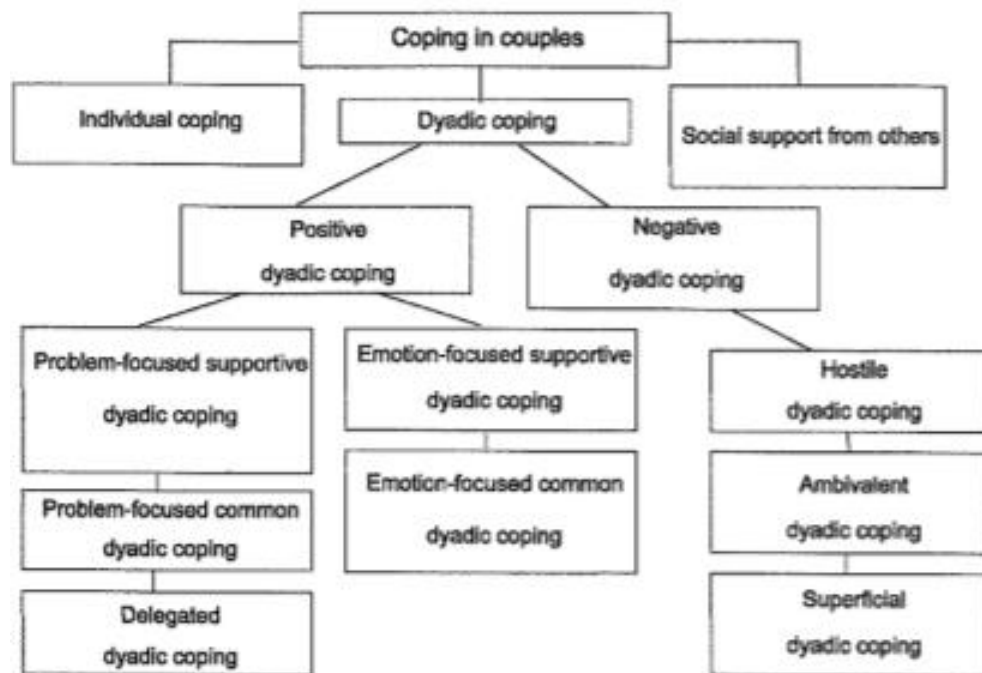 Coping in couples
Individual coping
Dyadic coping
Social support from others
Positive
dyadic coping
Negative
dyadic coping
Problem-focused supportive
dyadic coping
Emotion-focused supportive
dyadic coping
Hostile
dyadic coping
Problem-focused common
dyadic coping
Emotion-focused common
dyadic coping
Ambivalent
dyadic coping
Delegated
dyadic coping
Superficial
dyadic coping